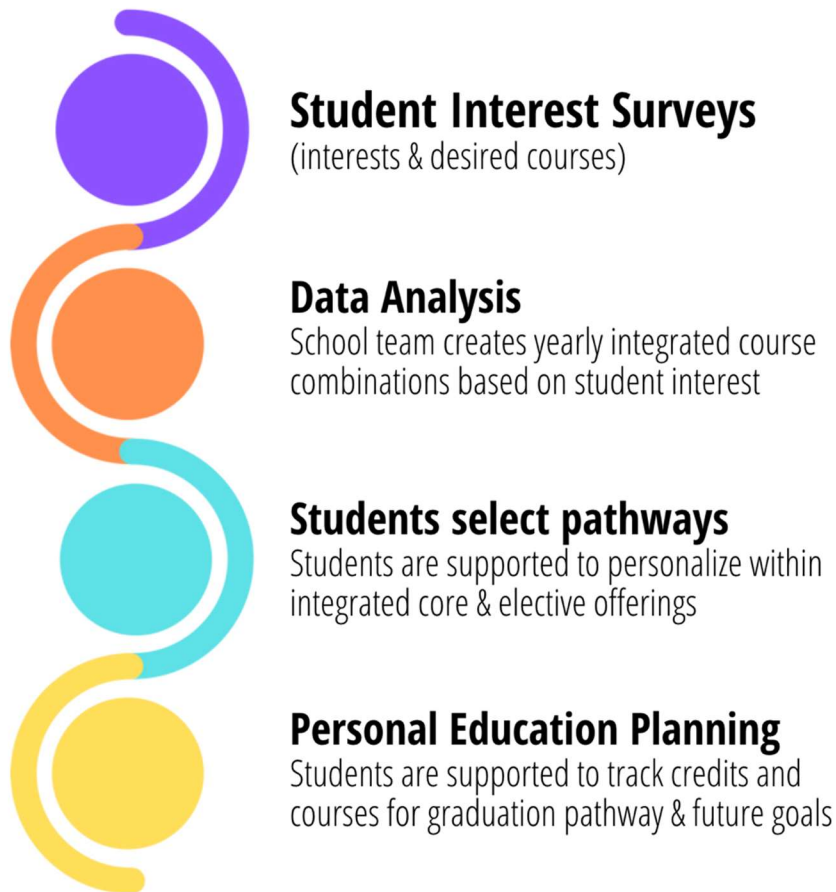 Student Interest Surveys
(interests & desired courses)
Data Analysis
School team creates yearly integrated course
combinations based on student interest
Students select pathways
Students are supported to personalize within
integrated core & elective offerings
Personal Education Planning
Students are supported to track credits and
courses for graduation pathway & future goals